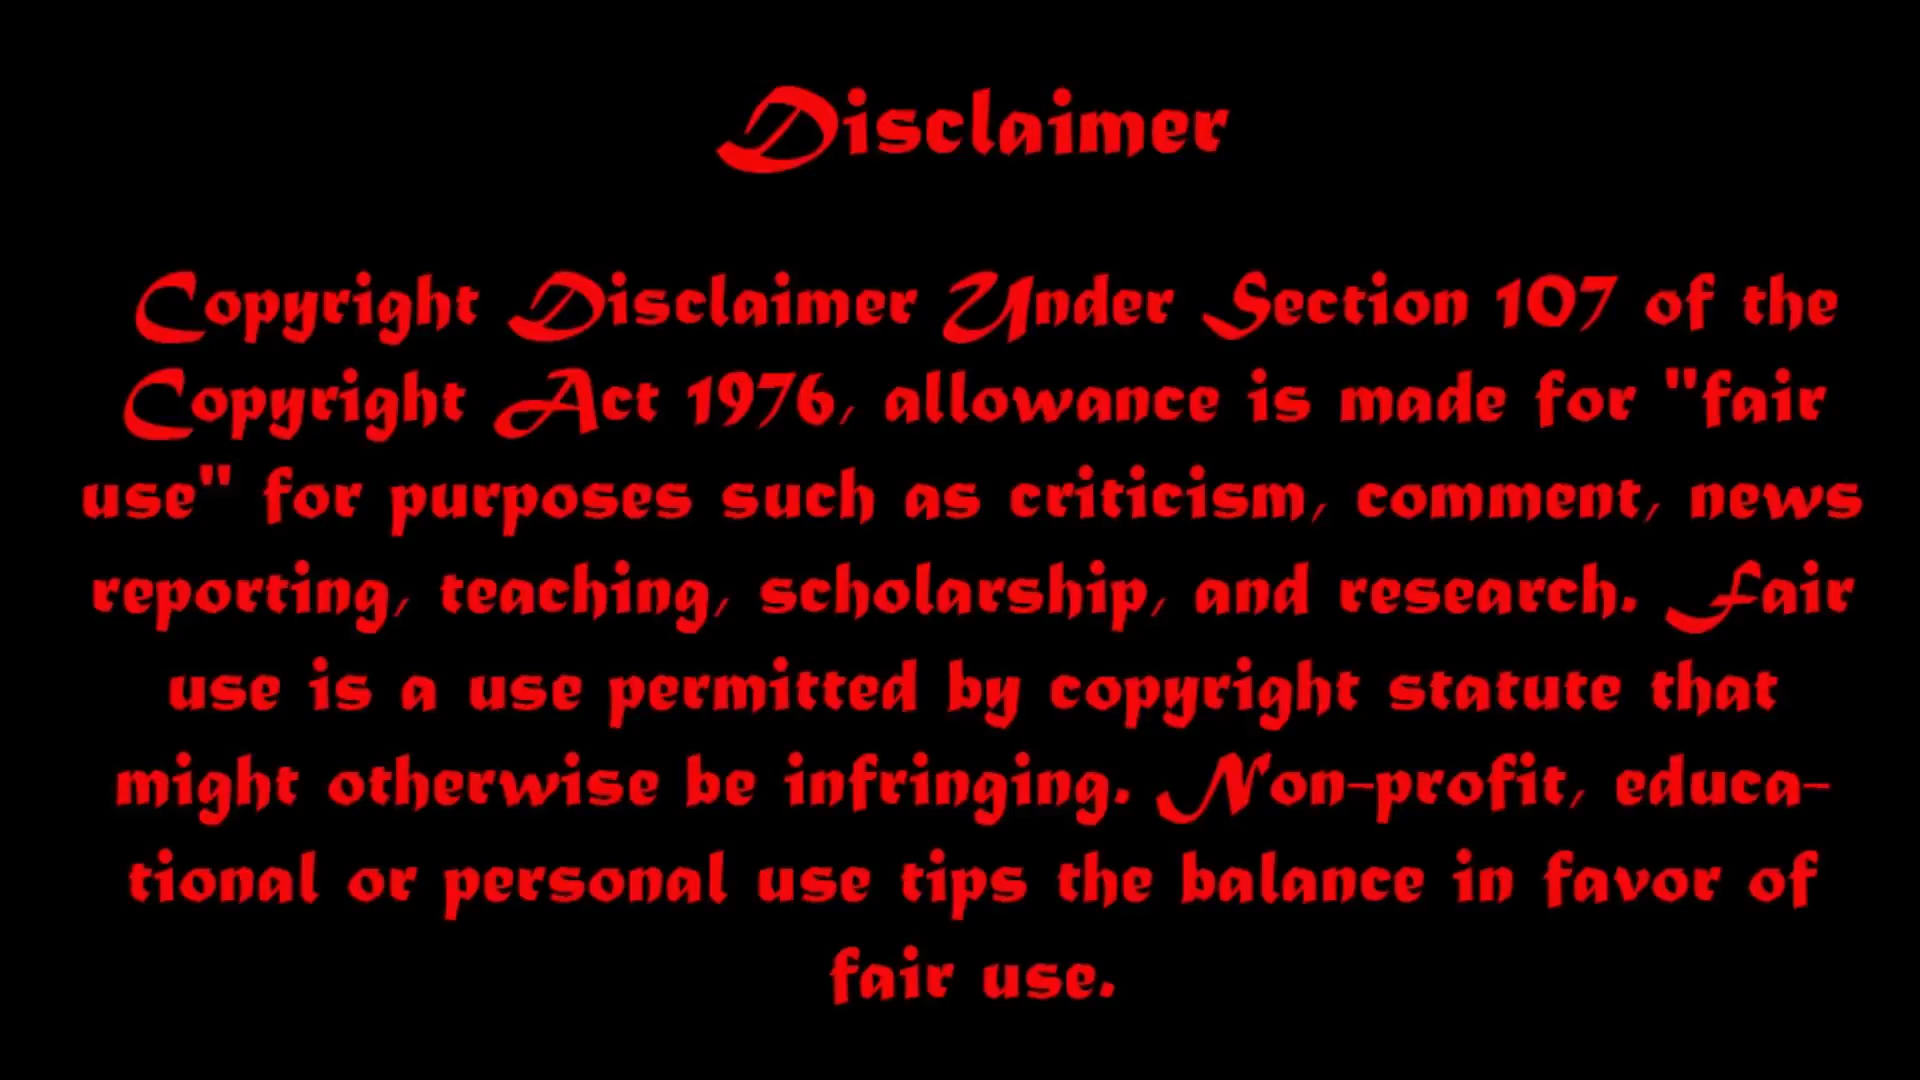 Disclaimer
Copyright Disclaimer Under Section 107 of the
Copyright Act 1976, allowance is made for "fair
use" for purposes such as criticism, comment, news
reporting, teaching, scholarship, and research. Fair
use is a use permitted by copyright statute that
might otherwise be infringing. Non-profit, educa-
tional or personal use tips the balance in favor of
fair use.